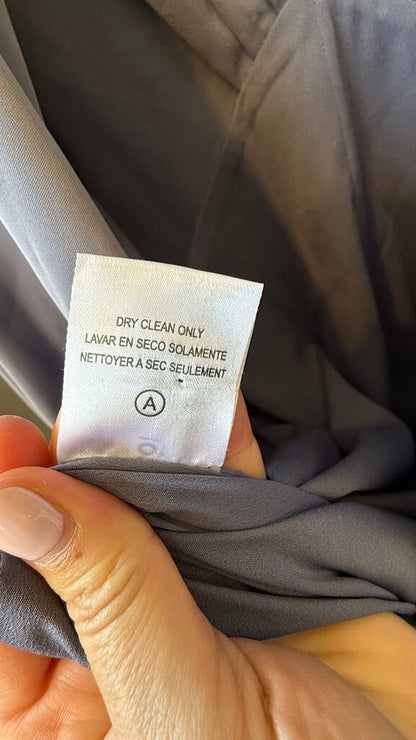 DRY CLEAN ONLY
LAVAR EN SECO SOLAMENTE
NETTOYER A SEC SEULEMENT
A